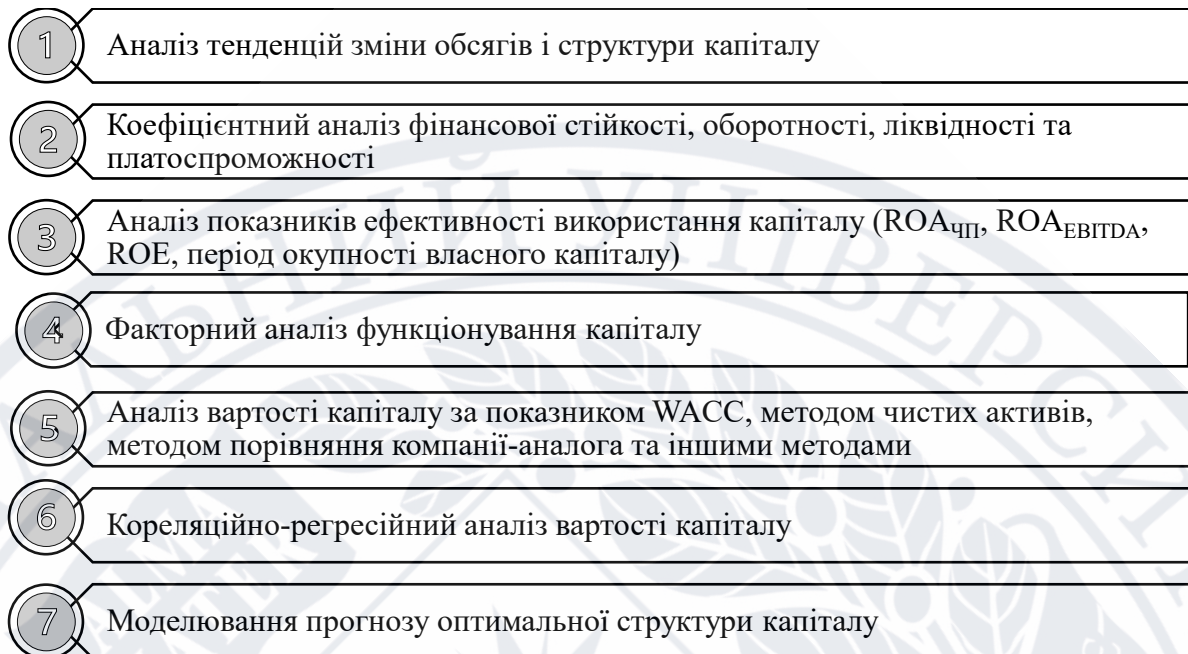 1
Аналіз тенденцій зміни обсягів і структури капіталу
2
Коефіцієнтний аналіз фінансової стійкості, оборотності, ліквідності та
платоспроможності
3
Аналіз показників ефективності використання капіталу (ROAЧП, ROAEBITDA,
ROE, період окупності власного капіталу)
4
Факторний аналіз функціонування капіталу
5
Аналіз вартості капіталу за показником WACC, методом чистих активів,
методом порівняння компанії-аналога та іншими методами
6
Кореляційно-регресійний аналіз вартості капіталу
7
Моделювання прогнозу оптимальної структури капіталу